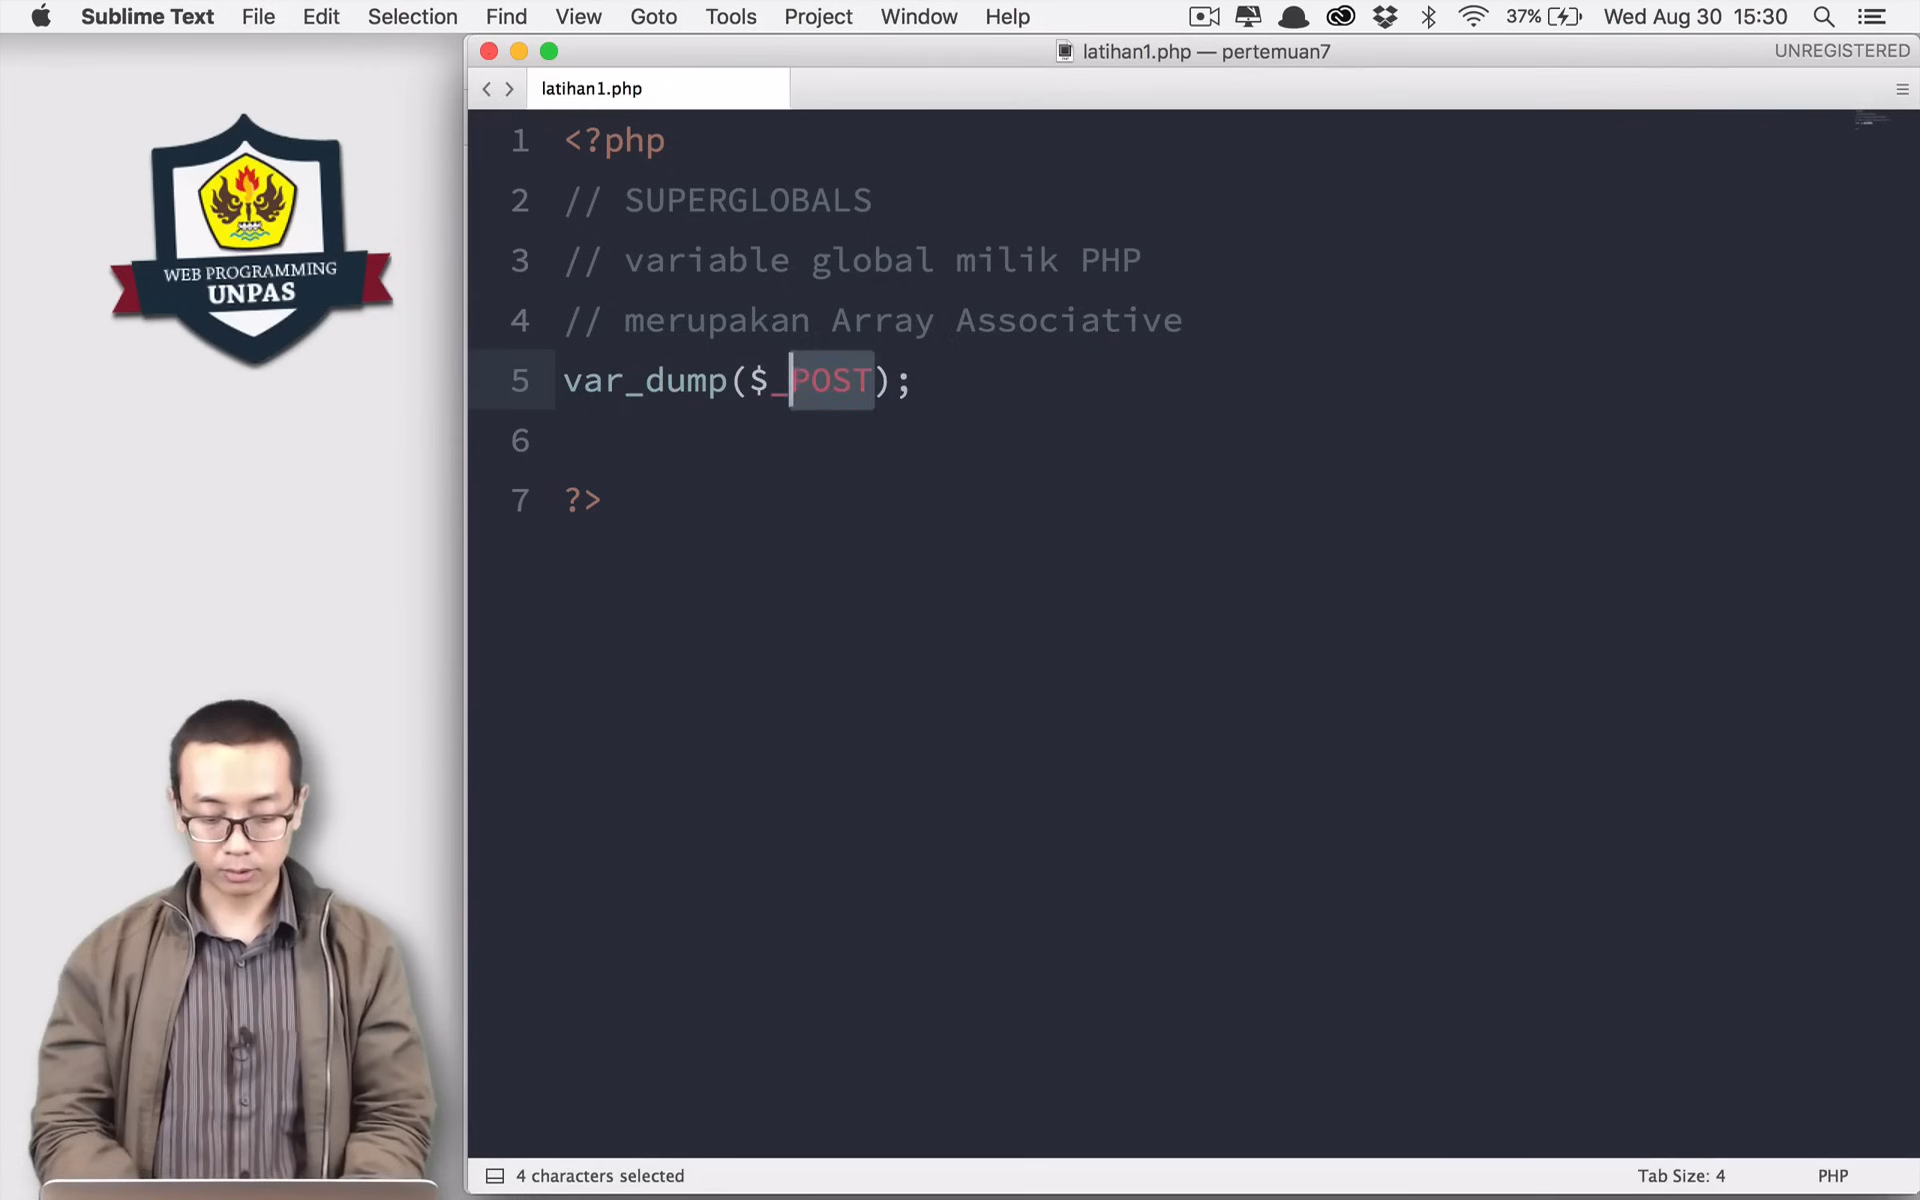 Sublime Text File Edit Selection Find View Goto Tools Project Window Help 37% Wed Aug 30 15:30
latihan1.php — pertemuan7 UNREGISTERED
latihan1.php
1 <?php
2 // SUPERGLOBALS
3 // variable global milik PHP
4 // merupakan Array Associative
5 var_dump($_POST);
6
7 ?>
WEB PROGRAMMING
UNPAS
4 characters selected Tab Size: 4 PHP